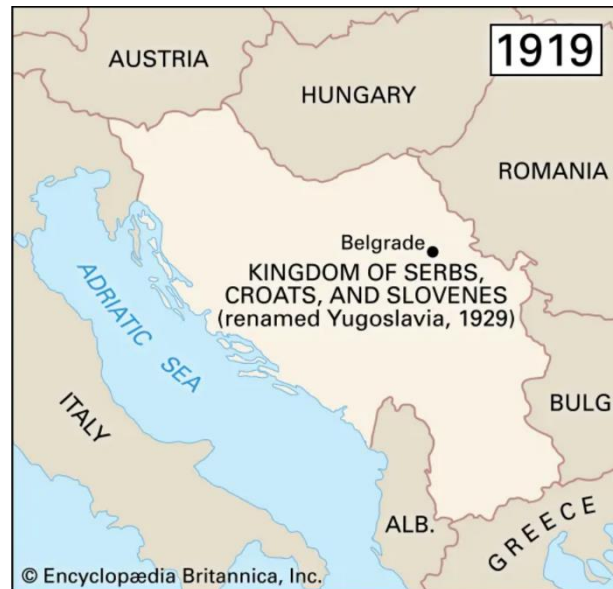 1919
AUSTRIA
HUNGARY
ROMANIA
Belgrade
KINGDOM OF SERBS,
CROATS, AND SLOVENES
(renamed Yugoslavia, 1929)
ADRIATIC SEA
ITALY
BULG
ALB.
GREECE
© Encyclopædia Britannica, Inc.